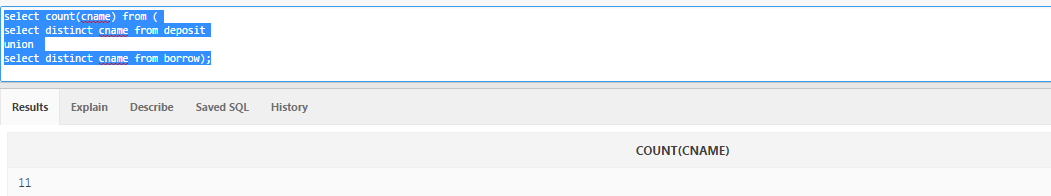 select count(cname) from (
select distinct cname from deposit
union
select distinct cname from borrow);
Results Explain Describe Saved SQL History
COUNT(CNAME)
11